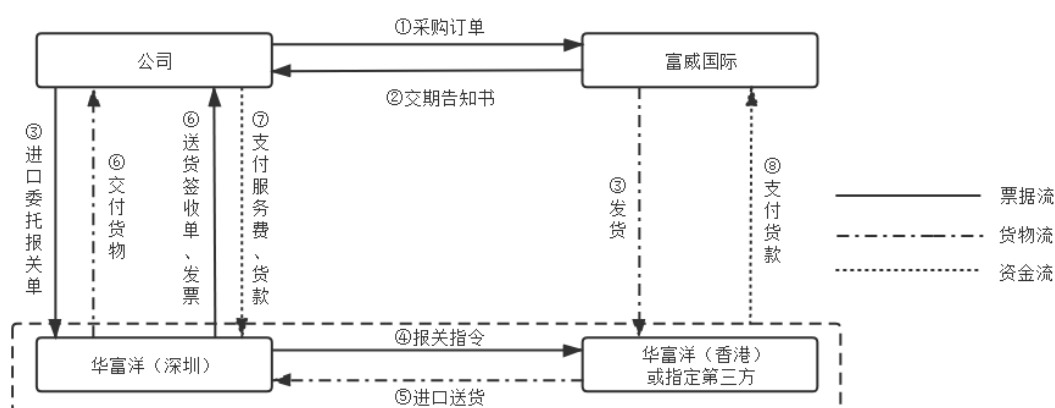 ①采购订单
公司
富威国际
②交期告知书
③进口委托报关单
⑥交付货物
⑥送货签收单、发票
⑦支付服务费、货款
③发货
⑧支付货款
票据流
货物流
资金流
④报关指令
华富洋（深圳）
华富洋（香港）
或指定第三方
⑤进口送货